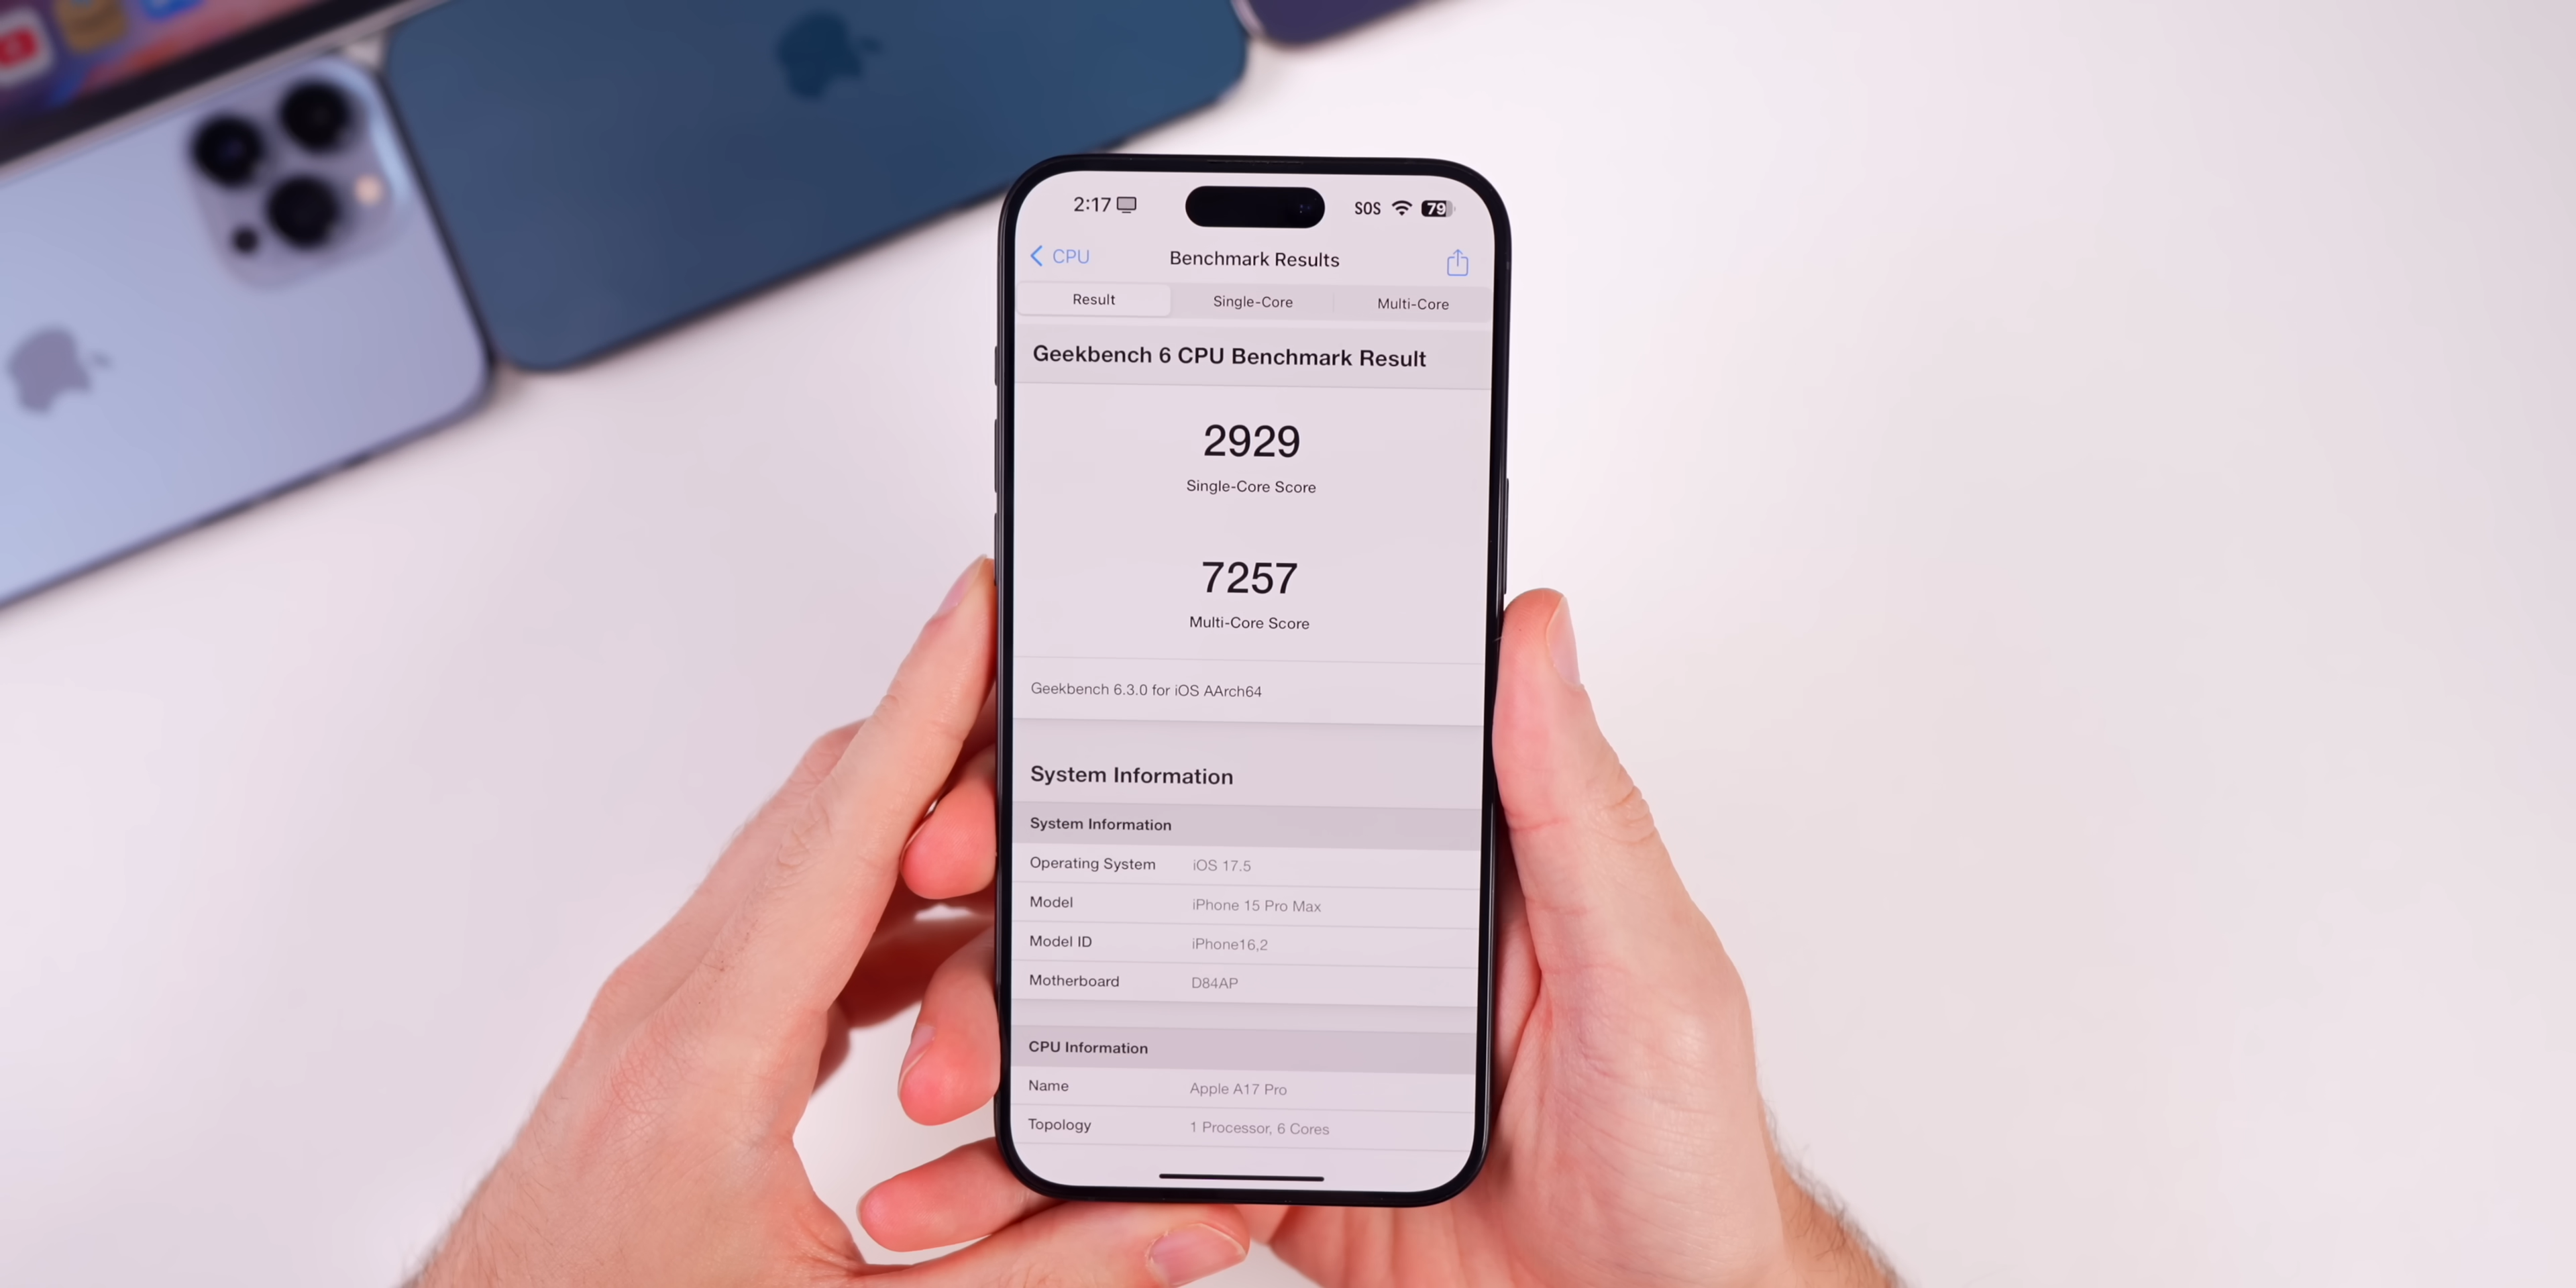 2:17 SOS 79
CPU Benchmark Results
Result Single-Core Multi-Core
Geekbench 6 CPU Benchmark Result
2929
Single-Core Score
7257
Multi-Core Score
Geekbench 6.3.0 for iOS AArch64
System Information
System Information
Operating System iOS 17.5
Model iPhone 15 Pro Max
Model ID iPhone16,2
Motherboard D84AP
CPU Information
Name Apple A17 Pro
Topology 1 Processor, 6 Cores